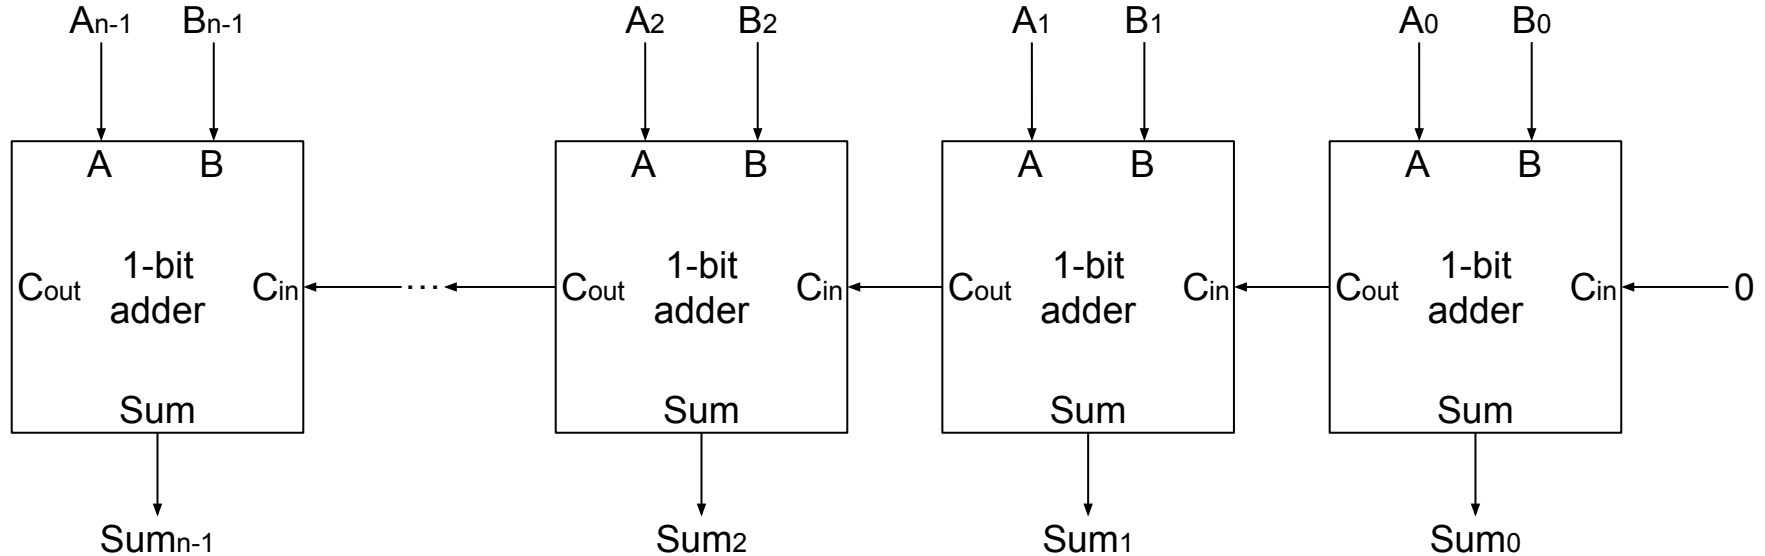 An-1 Bn-1 A2 B2 A1 B1 A0 B0
A B A B A B A B
1-bit 1-bit 1-bit 1-bit
Cout Cin ... Cout Cin Cout Cin Cout Cin 0
adder adder adder adder
Sum Sum Sum Sum
Sumn-1 Sum2 Sum1 Sum0